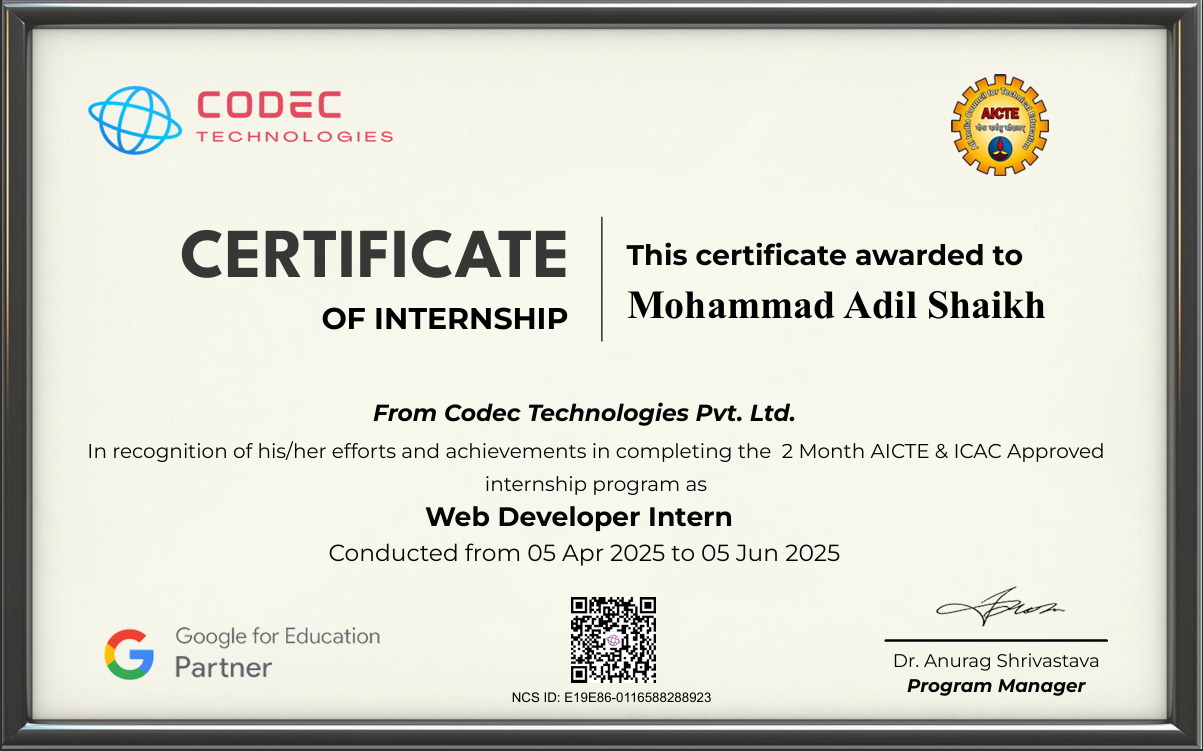 CODEC
TECHNOLOGIES
All India Council for Technical Education
AICTE
CERTIFICATE
OF INTERNSHIP
This certificate awarded to
Mohammad Adil Shaikh
From Codec Technologies Pvt. Ltd.
In recognition of his/her efforts and achievements in completing the 2 Month AICTE & ICAC Approved
internship program as
Web Developer Intern
Conducted from 05 Apr 2025 to 05 Jun 2025
Google for Education
Partner
NCS ID: E19E86-0116588288923
Dr. Anurag Shrivastava
Program Manager